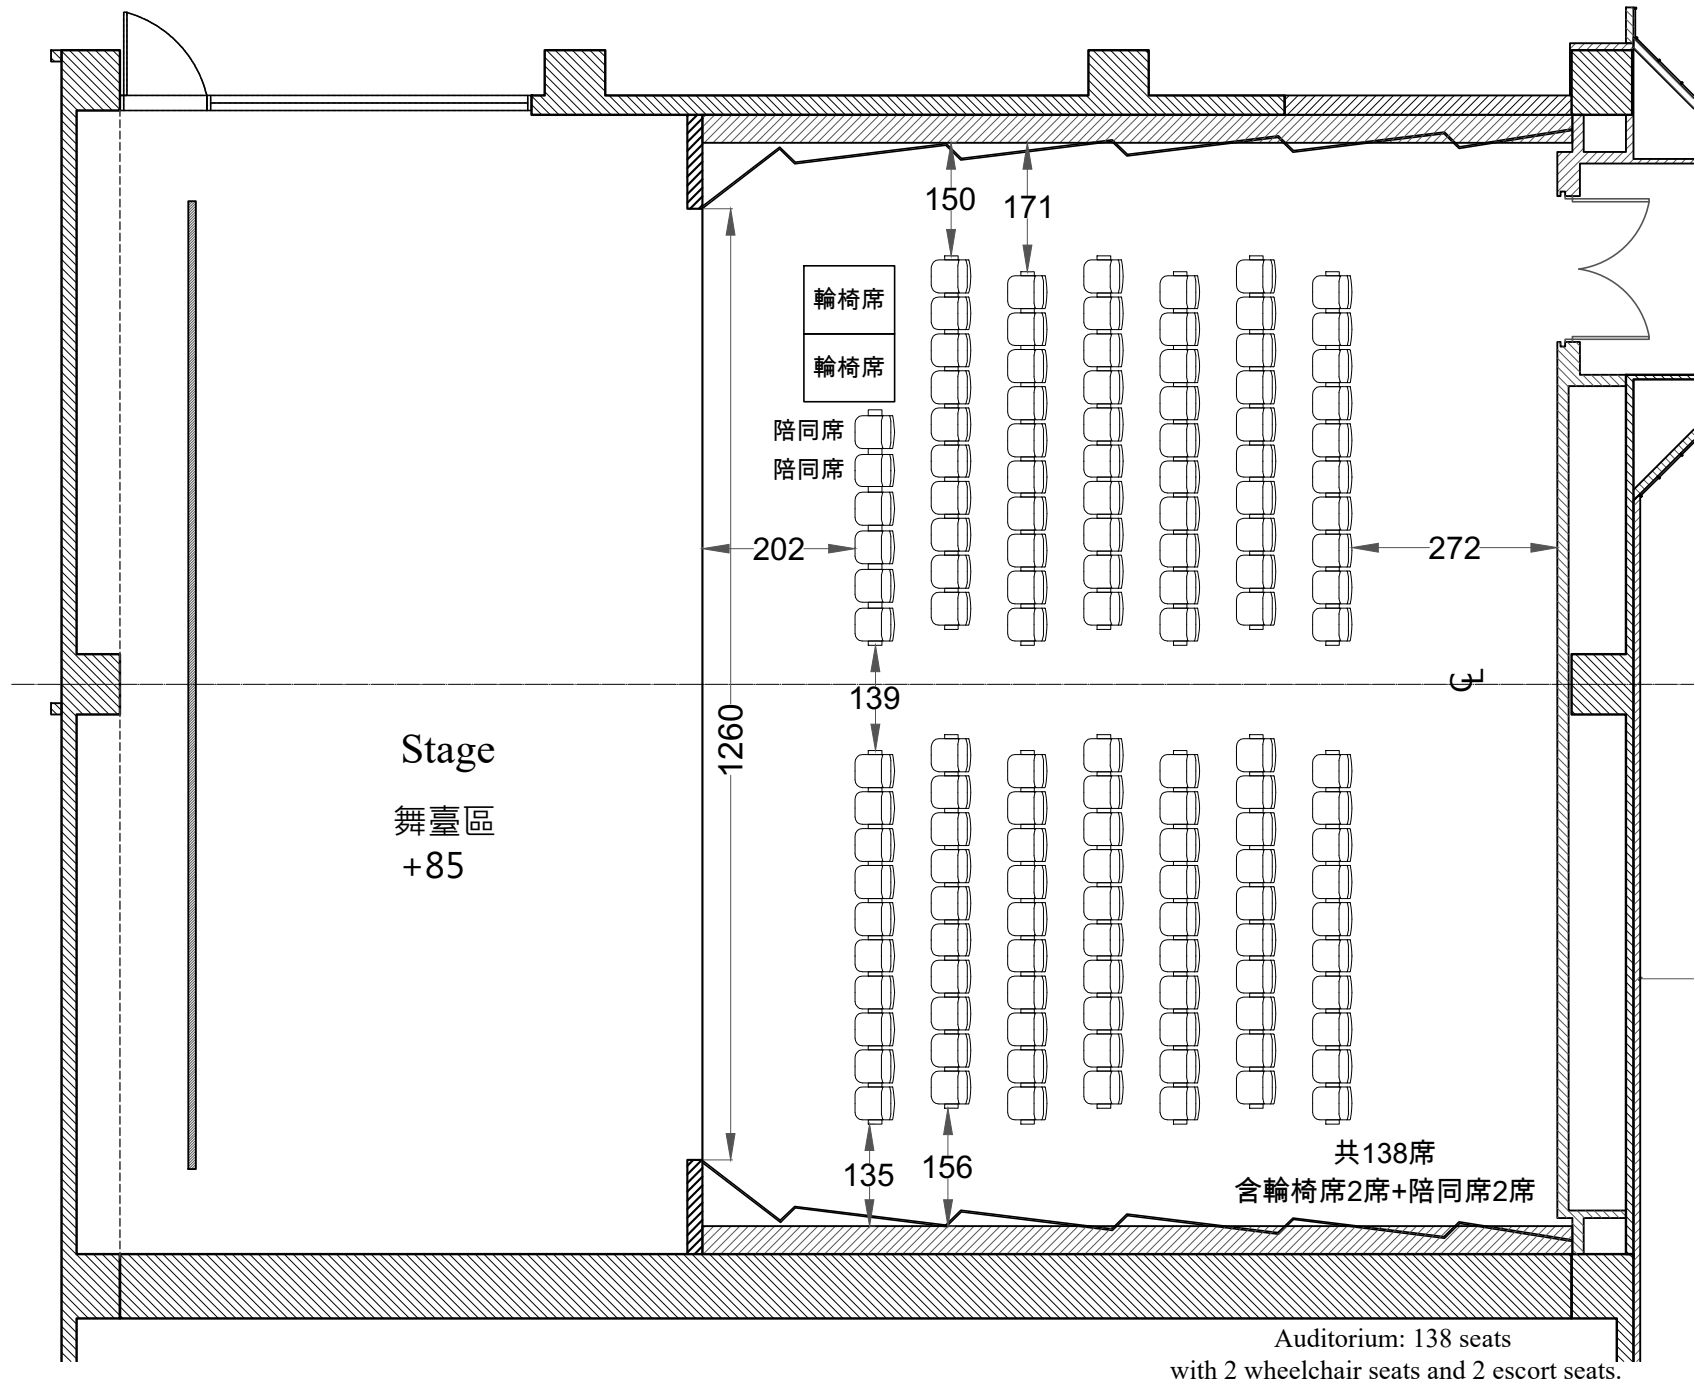 150
171
輪椅席
輪椅席
陪同席
陪同席
202
272
℄
139
1260
Stage
舞臺區
+85
135
156
共138席
含輪椅席2席+陪同席2席
Auditorium: 138 seats
with 2 wheelchair seats and 2 escort seats.